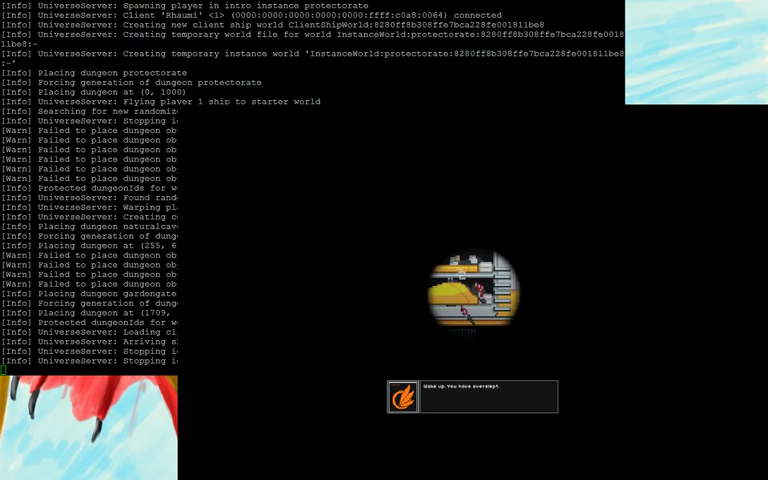 [Info] UniverseServer: Spawning player in intro instance protectorate
[Info] UniverseServer: Client 'Rhaumi' <1> (0000:0000:0000:0000:0000:ffff:c0a8:0064) connected
[Info] UniverseServer: Creating new client ship world ClientShipWorld:8280ff8b308ffe7bca228fe001811be8
[Info] UniverseServer: Creating temporary world file for world InstanceWorld:protectorate:8280ff8b308ffe7bca228fe0018
11be8:-
[Info] UniverseServer: Creating temporary instance world 'InstanceWorld:protectorate:8280ff8b308ffe7bca228fe001811be8
:-'
[Info] Placing dungeon protectorate
[Info] Forcing generation of dungeon protectorate
[Info] Placing dungeon at (0, 1000)
[Info] UniverseServer: Flying player 1 ship to starter world
[Info] Searching for new randomiz
[Info] UniverseServer: Stopping i
[Warn] Failed to place dungeon ob
[Warn] Failed to place dungeon ob
[Warn] Failed to place dungeon ob
[Warn] Failed to place dungeon ob
[Warn] Failed to place dungeon ob
[Warn] Failed to place dungeon ob
[Info] Protected dungeonIds for w
[Info] UniverseServer: Found rand
[Info] UniverseServer: Warping pl
[Info] UniverseServer: Creating c
[Info] Placing dungeon naturalcav
[Info] Forcing generation of dung
[Info] Placing dungeon at (255, 6
[Warn] Failed to place dungeon ob
[Warn] Failed to place dungeon ob
[Warn] Failed to place dungeon ob
[Warn] Failed to place dungeon ob
[Info] Placing dungeon gardengate
[Info] Forcing generation of dung
[Info] Placing dungeon at (1709,
[Info] Protected dungeonIds for w
[Info] UniverseServer: Loading cl
[Info] UniverseServer: Arriving s
[Info] UniverseServer: Stopping i
[Info] UniverseServer: Stopping i
Wake up. You have overslept.